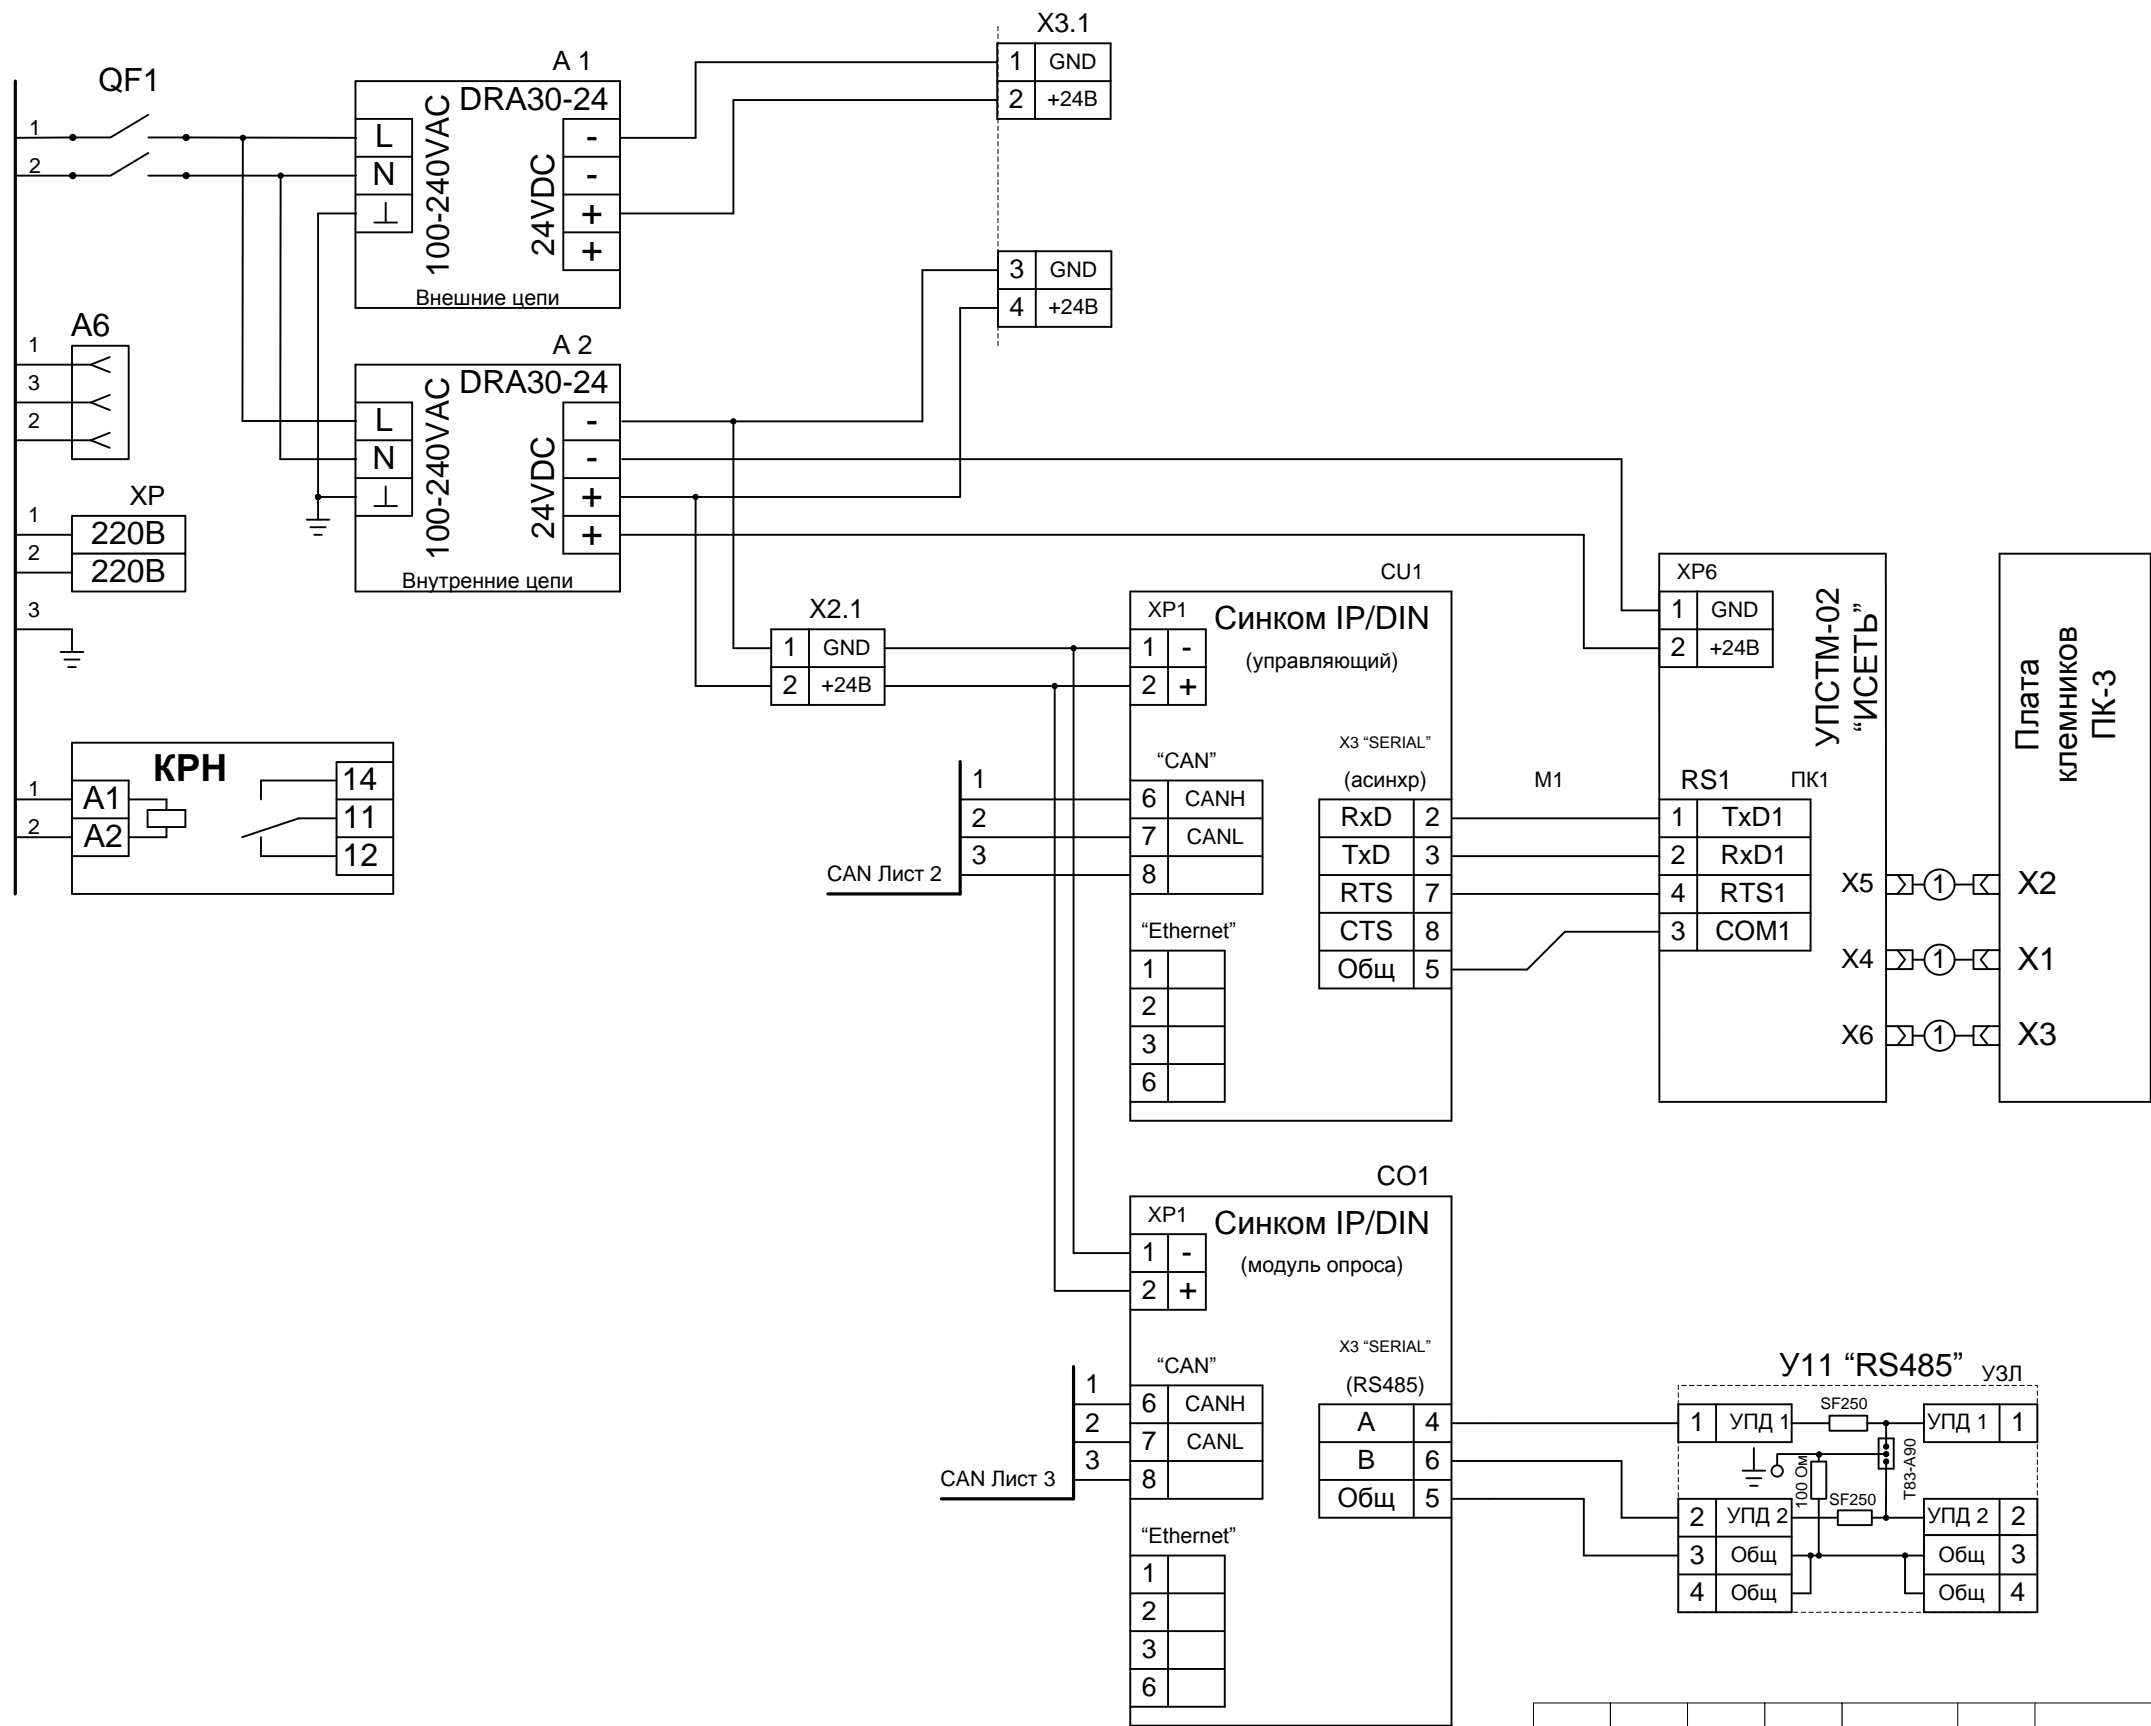 X3.1
1 GND
2 +24В
QF1
1
2
A 1
DRA30-24
L
N
⊥
100-240VAC
24VDC
-
-
+
+
Внешние цепи
3 GND
4 +24В
A6
1
3
2
A 2
DRA30-24
L
N
⊥
100-240VAC
24VDC
-
-
+
+
Внутренние цепи
XP
1 220В
2 220В
3
X2.1
1 GND
2 +24В
КРН
1 A1
2 A2
14
11
12
CU1
XP1
Синком IP/DIN
(управляющий)
1 -
2 +
X3 “SERIAL”
(асинхр)
“CAN”
1 6 CANH
2 7 CANL
3 8
CAN Лист 2
RxD 2
TxD 3
RTS 7
CTS 8
Общ 5
“Ethernet”
1
2
3
6
M1
XP6
1 GND
2 +24В
УПСТМ-02
“ИСЕТЬ”
RS1 ПК1
1 TxD1
2 RxD1
4 RTS1
3 COM1
X5 1 X2
X4 1 X1
X6 1 X3
Плата
клемников
ПК-3
CO1
XP1
Синком IP/DIN
(модуль опроса)
1 -
2 +
X3 “SERIAL”
(RS485)
“CAN”
1 6 CANH
2 7 CANL
3 8
CAN Лист 3
A 4
B 6
Общ 5
“Ethernet”
1
2
3
6
У11 “RS485” УЗЛ
1 УПД 1 SF250 УПД 1 1
100 Ом
T83-A90
2 УПД 2 SF250 УПД 2 2
3 Общ Общ 3
4 Общ Общ 4